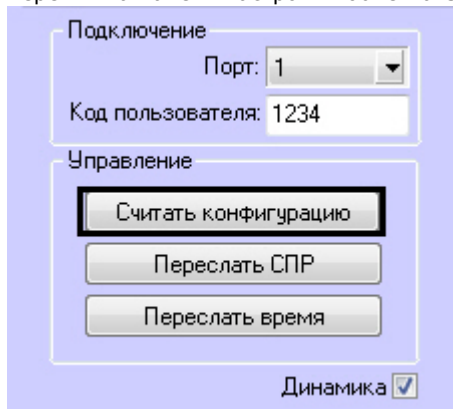 Подключение
Порт: 1
Код пользователя: 1234
Управление
Считать конфигурацию
Переслать СПР
Переслать время
Динамика